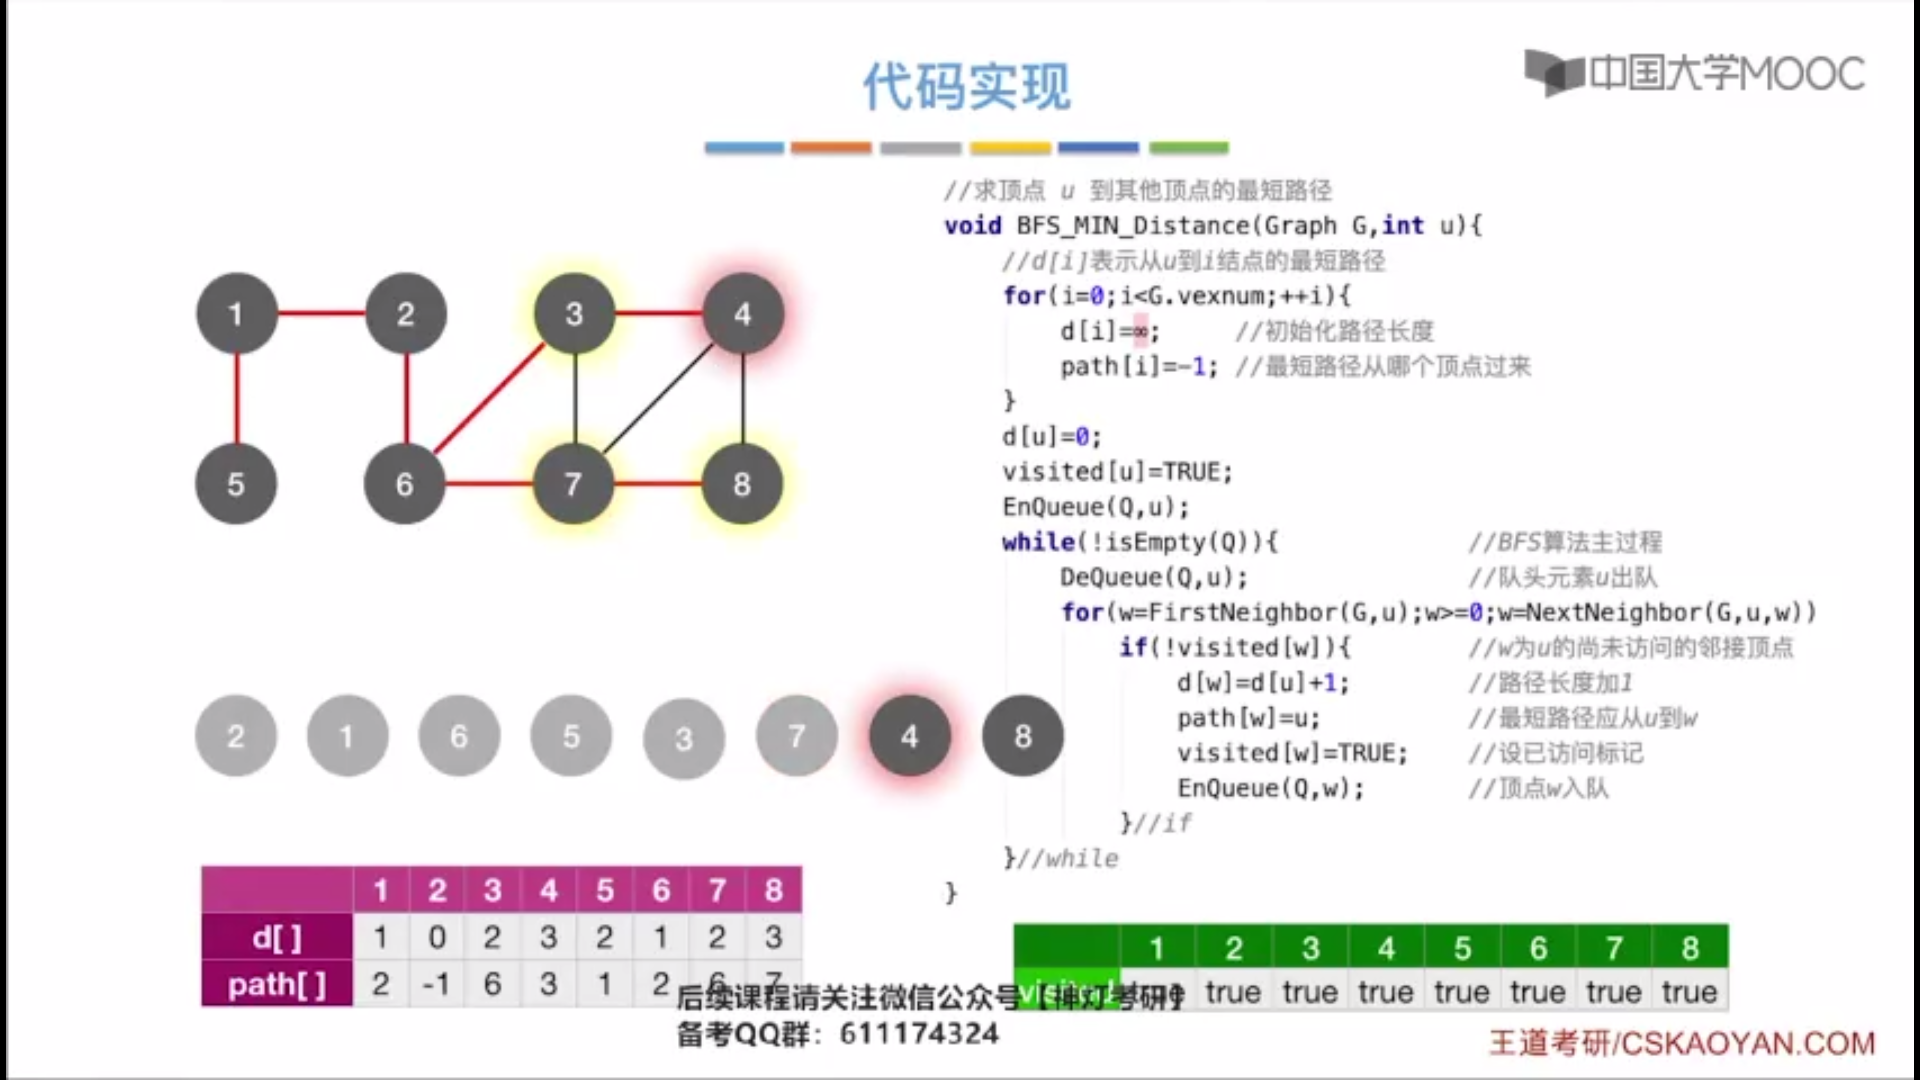 代码实现
中国大学MOOC
//求顶点 u 到其他顶点的最短路径
void BFS_MIN_Distance(Graph G,int u){
//d[i]表示从u到i结点的最短路径
for(i=0;i<G.vexnum;++i){
d[i]=∞; //初始化路径长度
path[i]=-1; //最短路径从哪个顶点过来
}
d[u]=0;
visited[u]=TRUE;
EnQueue(Q,u);
while(!isEmpty(Q)){ //BFS算法主过程
DeQueue(Q,u); //队头元素u出队
for(w=FirstNeighbor(G,u);w>=0;w=NextNeighbor(G,u,w))
if(!visited[w]){ //w为u的尚未访问的邻接顶点
d[w]=d[u]+1; //路径长度加1
path[w]=u; //最短路径应从u到w
visited[w]=TRUE; //设已访问标记
EnQueue(Q,w); //顶点w入队
}//if
}//while
}
1 2 3 4
5 6 7 8
2 1 6 5 3 7 4 8
1 2 3 4 5 6 7 8
d[ ] 1 0 2 3 2 1 2 3
path[ ] 2 -1 6 3 1 2 6 7
1 2 3 4 5 6 7 8
visited true true true true true true true
后续课程请关注微信公众号【神灯考研】
备考QQ群：611174324
王道考研/CSKAOYAN.COM